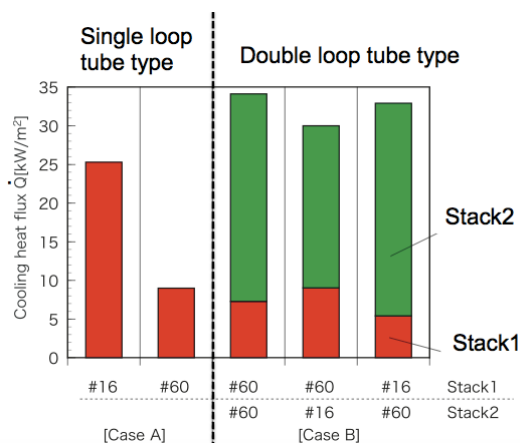 Single loop
tube type
Double loop tube type
Cooling heat flux Q̇[kW/m²]
35
30
25
20
15
10
5
0
Stack2
Stack1
#16 #60 #60 #60 #16 Stack1
#60 #16 #60 Stack2
[Case A] [Case B]